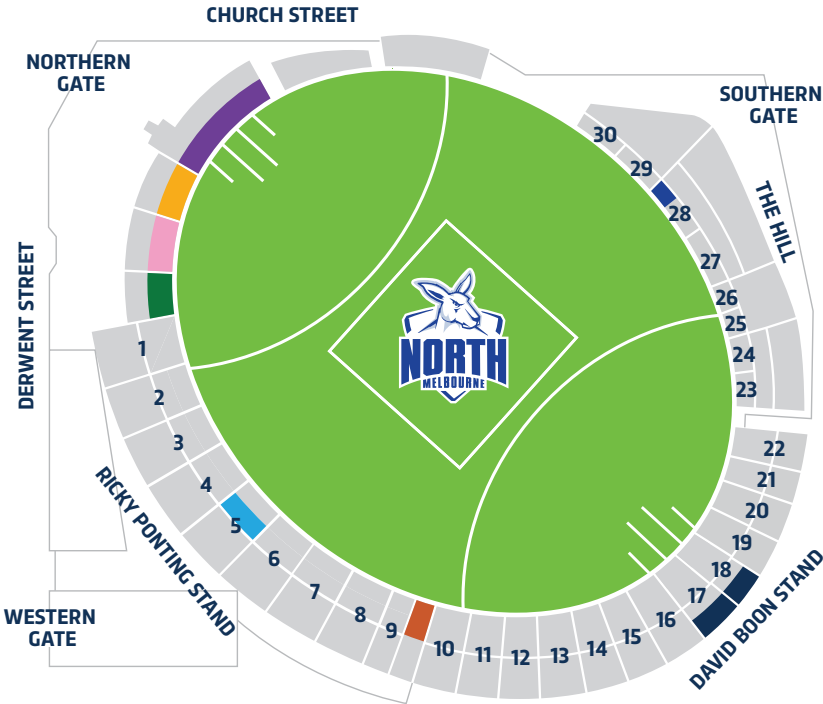 CHURCH STREET
NORTHERN
GATE
SOUTHERN
GATE
THE HILL
DERWENT STREET
30
29
28
27
26
25
24
23
22
21
20
19
18
17
16
15
14
13
12
11
10
9
8
7
6
5
4
3
2
1
NORTH
MELBOURNE
RICKY PONTING STAND
DAVID BOON STAND
WESTERN
GATE